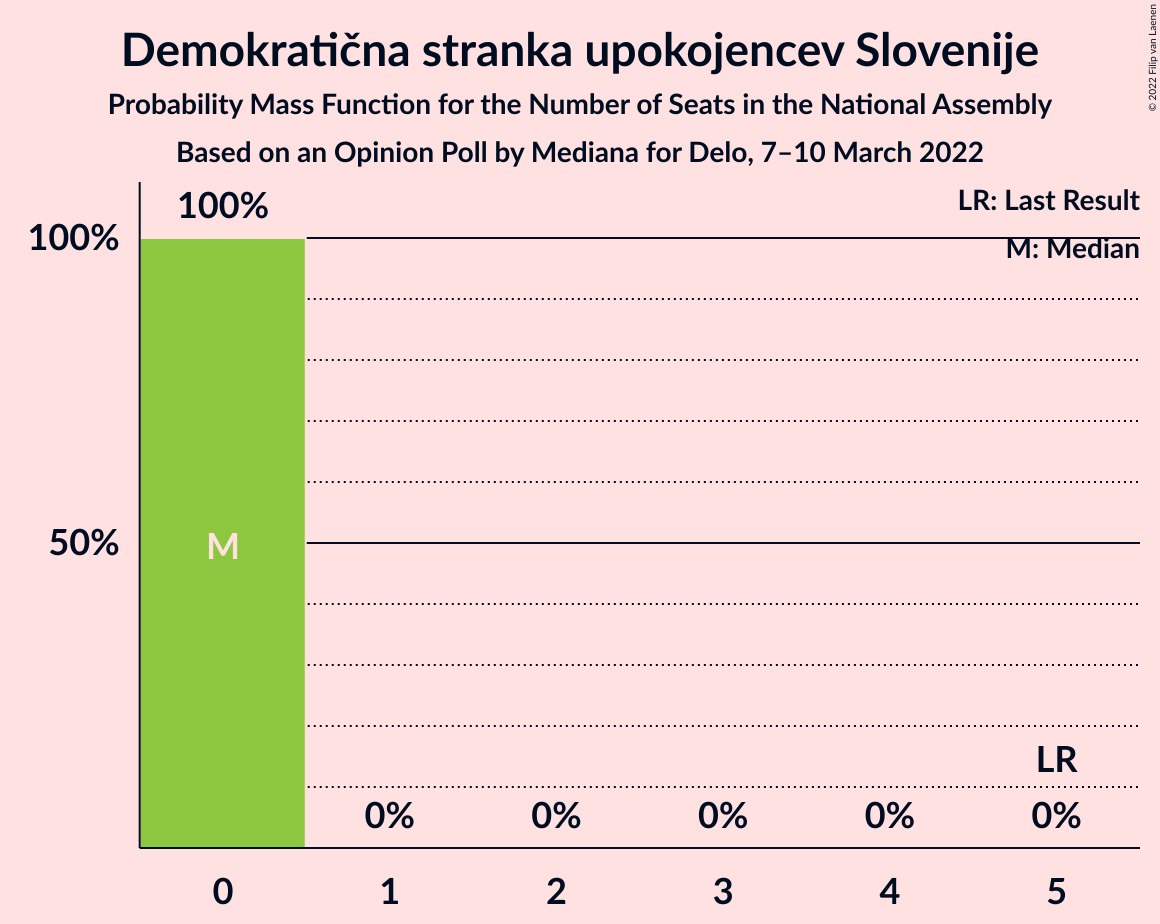 Demokratična stranka upokojencev Slovenije
Probability Mass Function for the Number of Seats in the National Assembly
Based on an Opinion Poll by Mediana for Delo, 7–10 March 2022
© 2022 Filip van Laenen
LR: Last Result
M: Median
100%
100%
50%
M
LR
0% 0% 0% 0% 0%
0 1 2 3 4 5